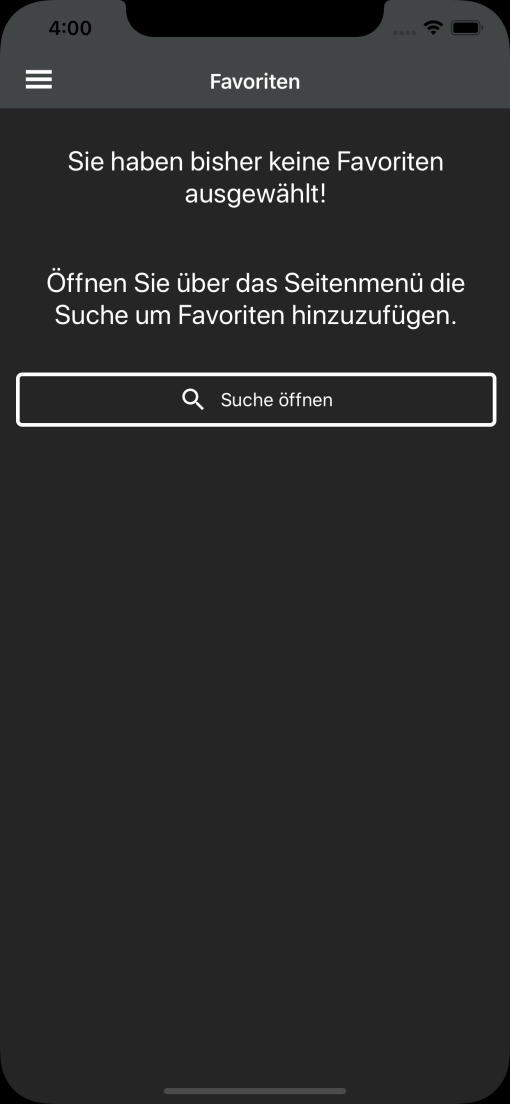 4:00
Favoriten
Sie haben bisher keine Favoriten
ausgewählt!
Öffnen Sie über das Seitenmenü die
Suche um Favoriten hinzuzufügen.
Suche öffnen